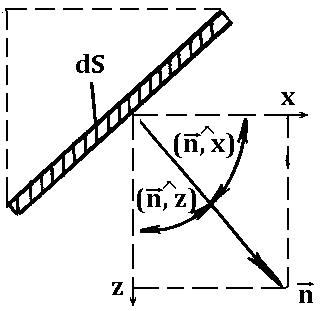 dS
x
(n⃗,^x)
(n⃗,^z)
z
n⃗